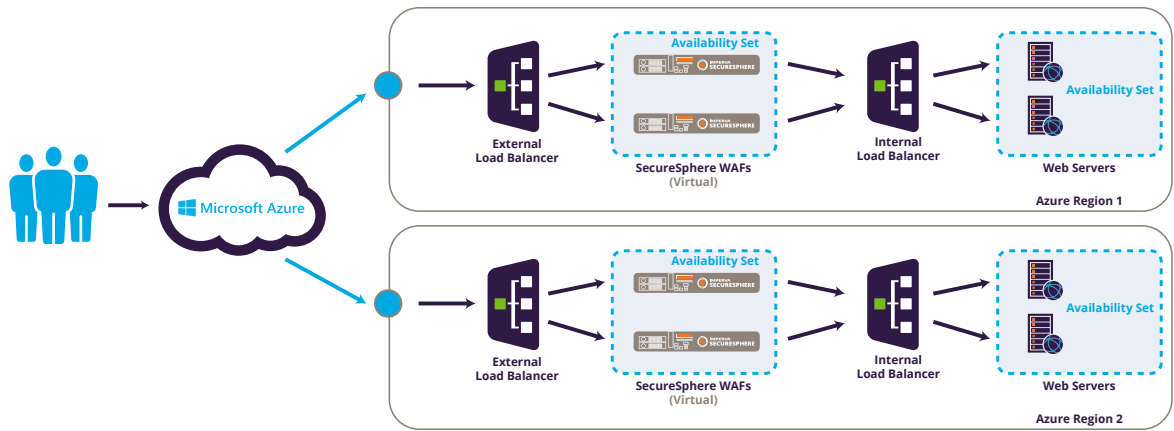 Microsoft Azure
External
Load Balancer
Availability Set
IMPERVA
SECURESPHERE
IMPERVA
SECURESPHERE
SecureSphere WAFs
(Virtual)
Internal
Load Balancer
Availability Set
Web Servers
Azure Region 1
External
Load Balancer
Availability Set
IMPERVA
SECURESPHERE
IMPERVA
SECURESPHERE
SecureSphere WAFs
(Virtual)
Internal
Load Balancer
Availability Set
Web Servers
Azure Region 2